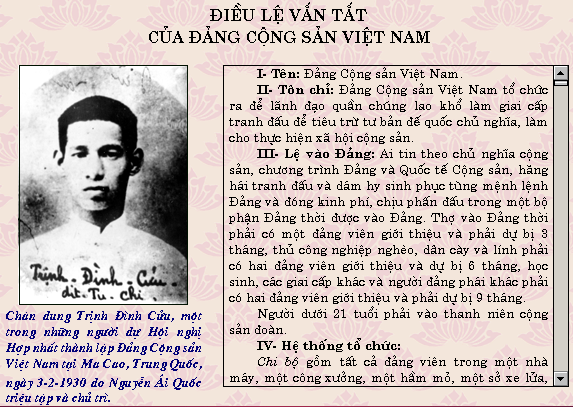 ĐIỀU LỆ VẮN TẮT
CỦA ĐẢNG CỘNG SẢN VIỆT NAM
Trịnh - Đình - Cửu
dit. Tu - Chi -
Chân dung Trịnh Đình Cửu, một
trong những người dự Hội nghị
Hợp nhất thành lập Đảng Cộng sản
Việt Nam tại Ma Cao, Trung Quốc,
ngày 3-2-1930 do Nguyễn Ái Quốc
triệu tập và chủ trì.
I- Tên: Đảng Cộng sản Việt Nam.
II- Tôn chỉ: Đảng Cộng sản Việt Nam tổ chức
ra để lãnh đạo quần chúng lao khổ làm giai cấp
tranh đấu để tiêu trừ tư bản đế quốc chủ nghĩa, làm
cho thực hiện xã hội cộng sản.
III- Lệ vào Đảng: Ai tin theo chủ nghĩa cộng
sản, chương trình Đảng và Quốc tế Cộng sản, hăng
hái tranh đấu và dám hy sinh phục tùng mệnh lệnh
Đảng và đóng kinh phí, chịu phấn đấu trong một bộ
phận Đảng thời được vào Đảng. Thợ vào Đảng thời
phải có một đảng viên giới thiệu và phải dự bị 3
tháng, thủ công nghiệp nghèo, dân cày và lính phải
có hai đảng viên giới thiệu và dự bị 6 tháng, học
sinh, các giai cấp khác và người đảng phái khác phải
có hai đảng viên giới thiệu và phải dự bị 9 tháng.
Người dưới 21 tuổi phải vào thanh niên cộng
sản đoàn.
IV- Hệ thống tổ chức:
Chi bộ gồm tất cả đảng viên trong một nhà
máy, một công xưởng, một hầm mỏ, một sở xe lửa,